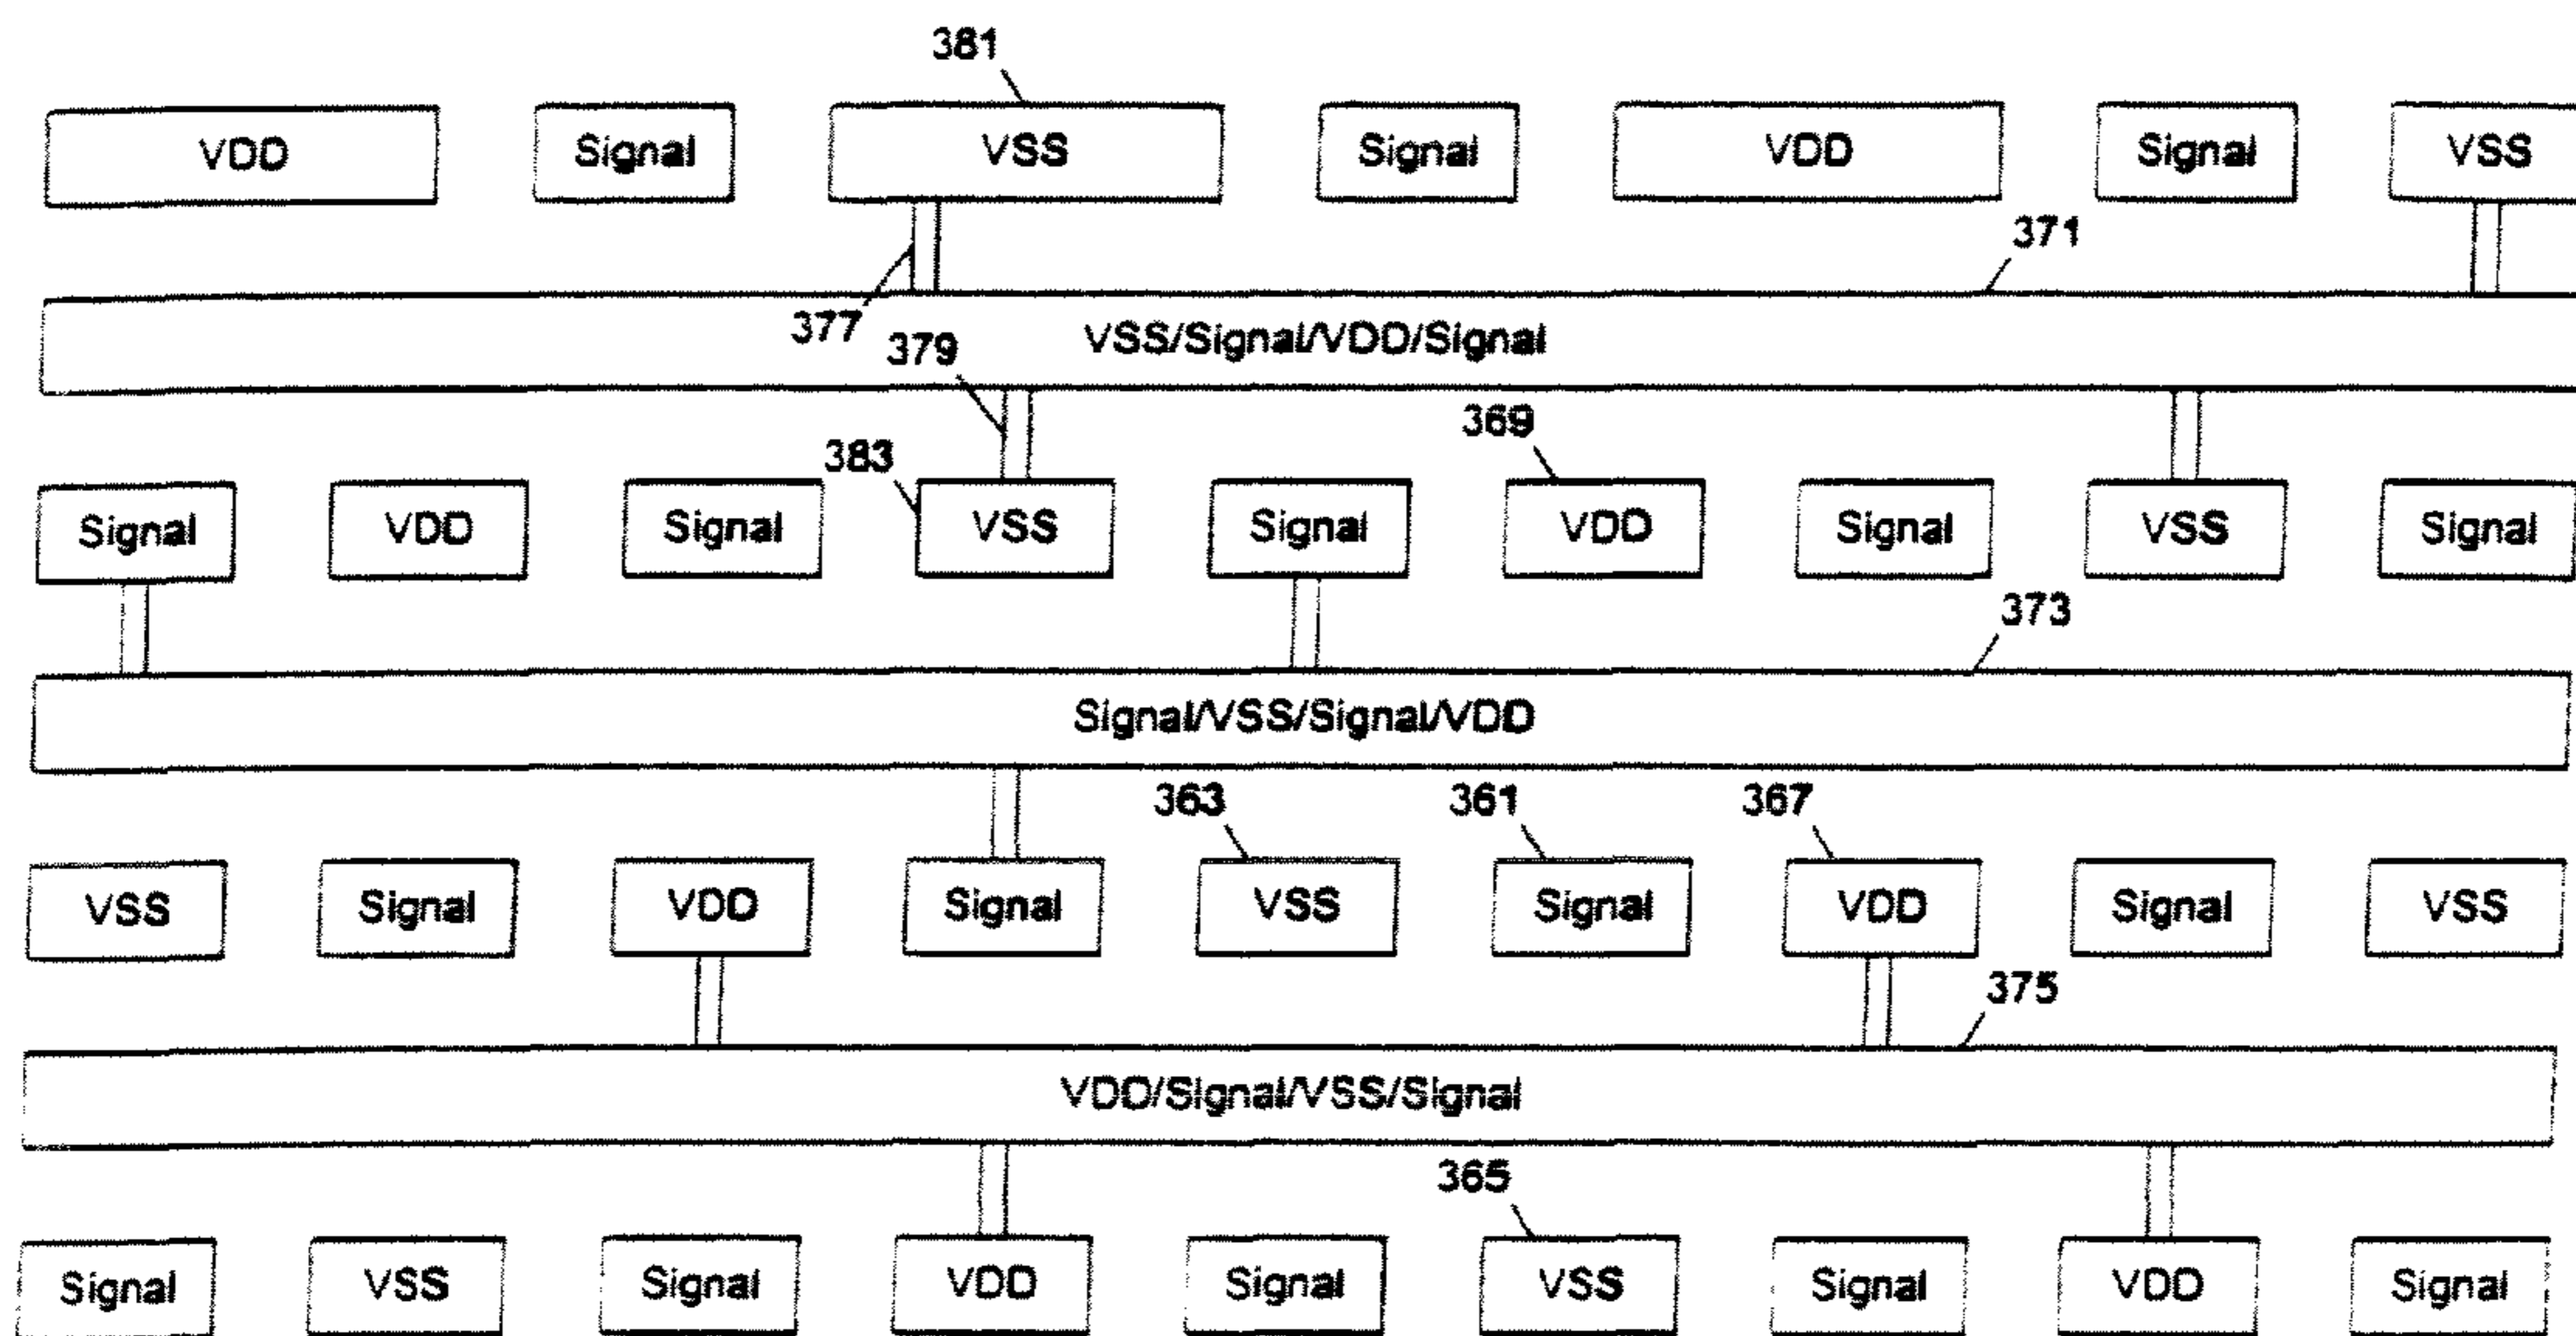 381
VDD Signal VSS Signal VDD Signal VSS
371
377
VSS/Signal/VDD/Signal
379
369
383
Signal VDD Signal VSS Signal VDD Signal VSS Signal
373
Signal/VSS/Signal/VDD
363 361 367
VSS Signal VDD Signal VSS Signal VDD Signal VSS
375
VDD/Signal/VSS/Signal
365
Signal VSS Signal VDD Signal VSS Signal VDD Signal